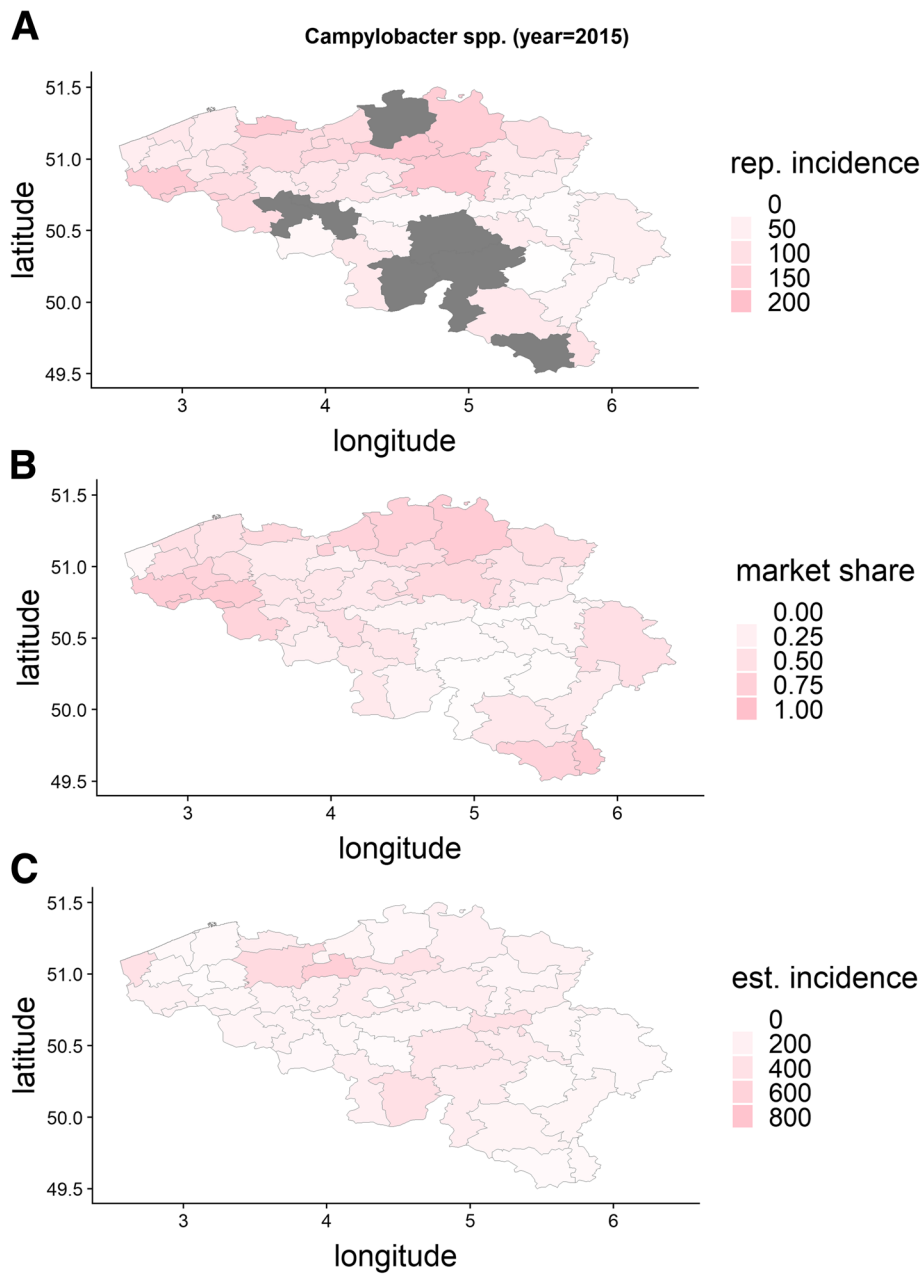 A
Campylobacter spp. (year=2015)
51.5
51.0
50.5
50.0
49.5
latitude
3 4 5 6
longitude
rep. incidence
0
50
100
150
200
B
51.5
51.0
50.5
50.0
49.5
latitude
3 4 5 6
longitude
market share
0.00
0.25
0.50
0.75
1.00
C
51.5
51.0
50.5
50.0
49.5
latitude
3 4 5 6
longitude
est. incidence
0
200
400
600
800